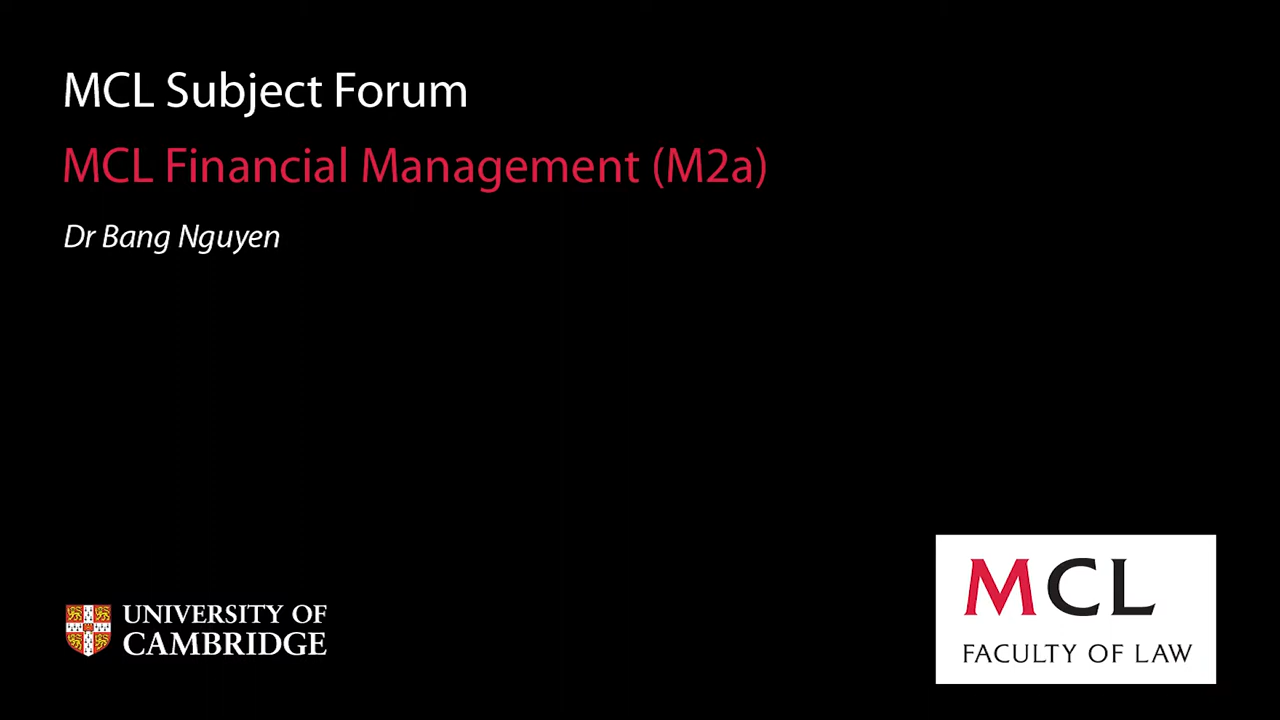 MCL Subject Forum
MCL Financial Management (M2a)
Dr Bang Nguyen
UNIVERSITY OF
CAMBRIDGE
MCL
FACULTY OF LAW